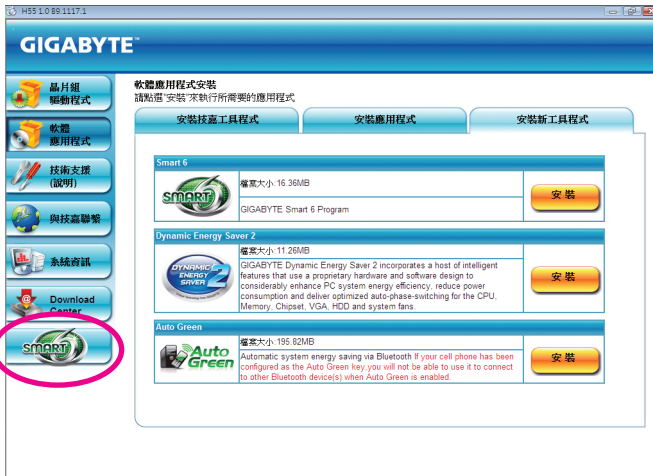 H55 1.0 B9.1117.1
GIGABYTE™
晶片組
驅動程式
軟體
應用程式
技術支援
(說明)
與技嘉聯繫
系統資訊
Download
Center
SMART
軟體應用程式安裝
請點選"安裝"來執行所需要的應用程式
安裝技嘉工具程式
安裝應用程式
安裝新工具程式
Smart 6
SMART
檔案大小:16.36MB
GIGABYTE Smart 6 Program
安裝
Dynamic Energy Saver 2
DYNAMIC
ENERGY
SAVER 2
檔案大小:11.26MB
GIGABYTE Dynamic Energy Saver 2 incorporates a host of intelligent
features that use a proprietary hardware and software design to
considerably enhance PC system energy efficiency, reduce power
consumption and deliver optimized auto-phase-switching for the CPU,
Memory, Chipset, VGA, HDD and system fans.
安裝
Auto Green
Auto
Green
檔案大小:195.82MB
Automatic system energy saving via Bluetooth If your cell phone has been
configured as the Auto Green key,you will not be able to use it to connect
to other Bluetooth device(s) when Auto Green is enabled.
安裝